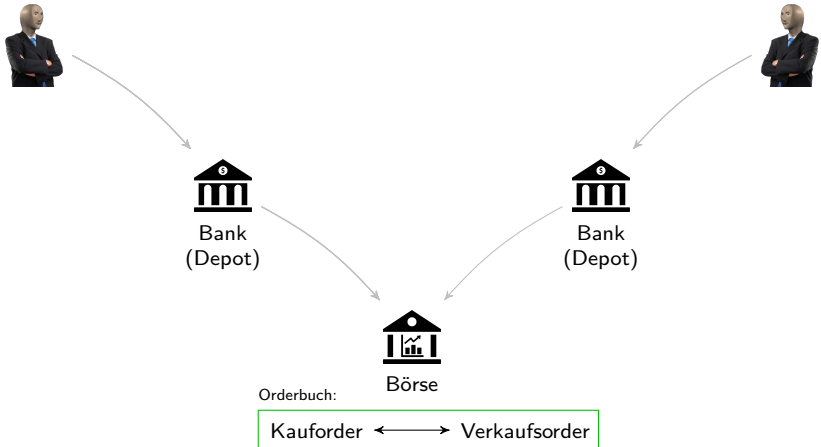 Bank
(Depot)
Bank
(Depot)
Börse
Orderbuch:
Kauforder Verkaufsorder